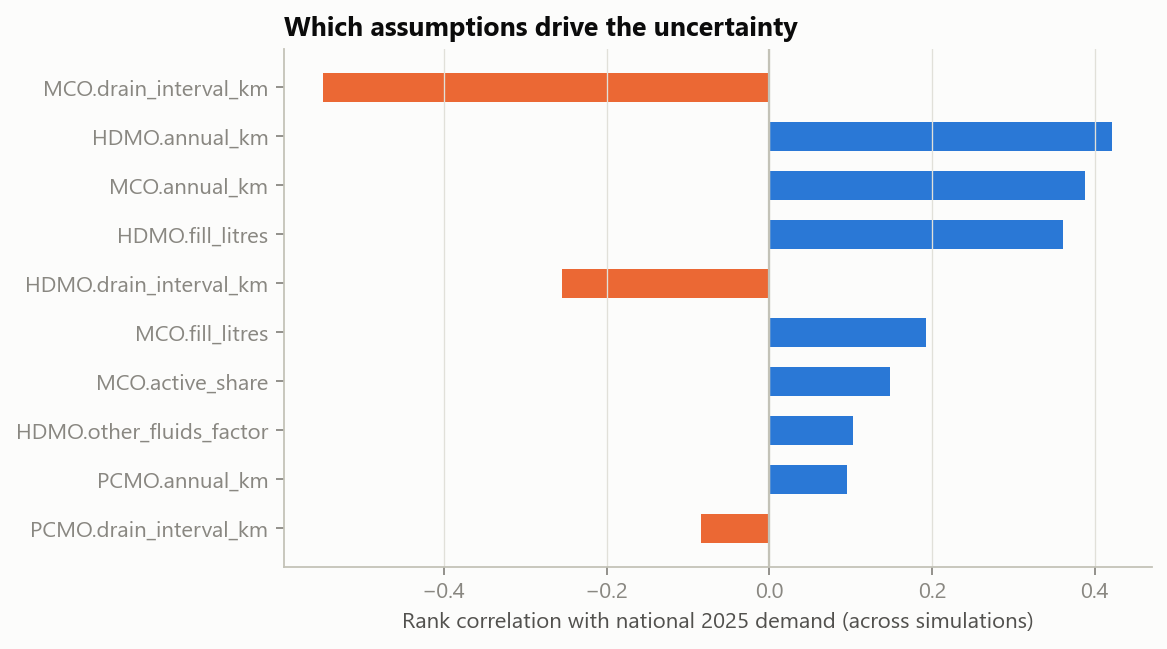 Which assumptions drive the uncertainty
MCO.drain_interval_km
HDMO.annual_km
MCO.annual_km
HDMO.fill_litres
HDMO.drain_interval_km
MCO.fill_litres
MCO.active_share
HDMO.other_fluids_factor
PCMO.annual_km
PCMO.drain_interval_km
−0.4 −0.2 0.0 0.2 0.4
Rank correlation with national 2025 demand (across simulations)